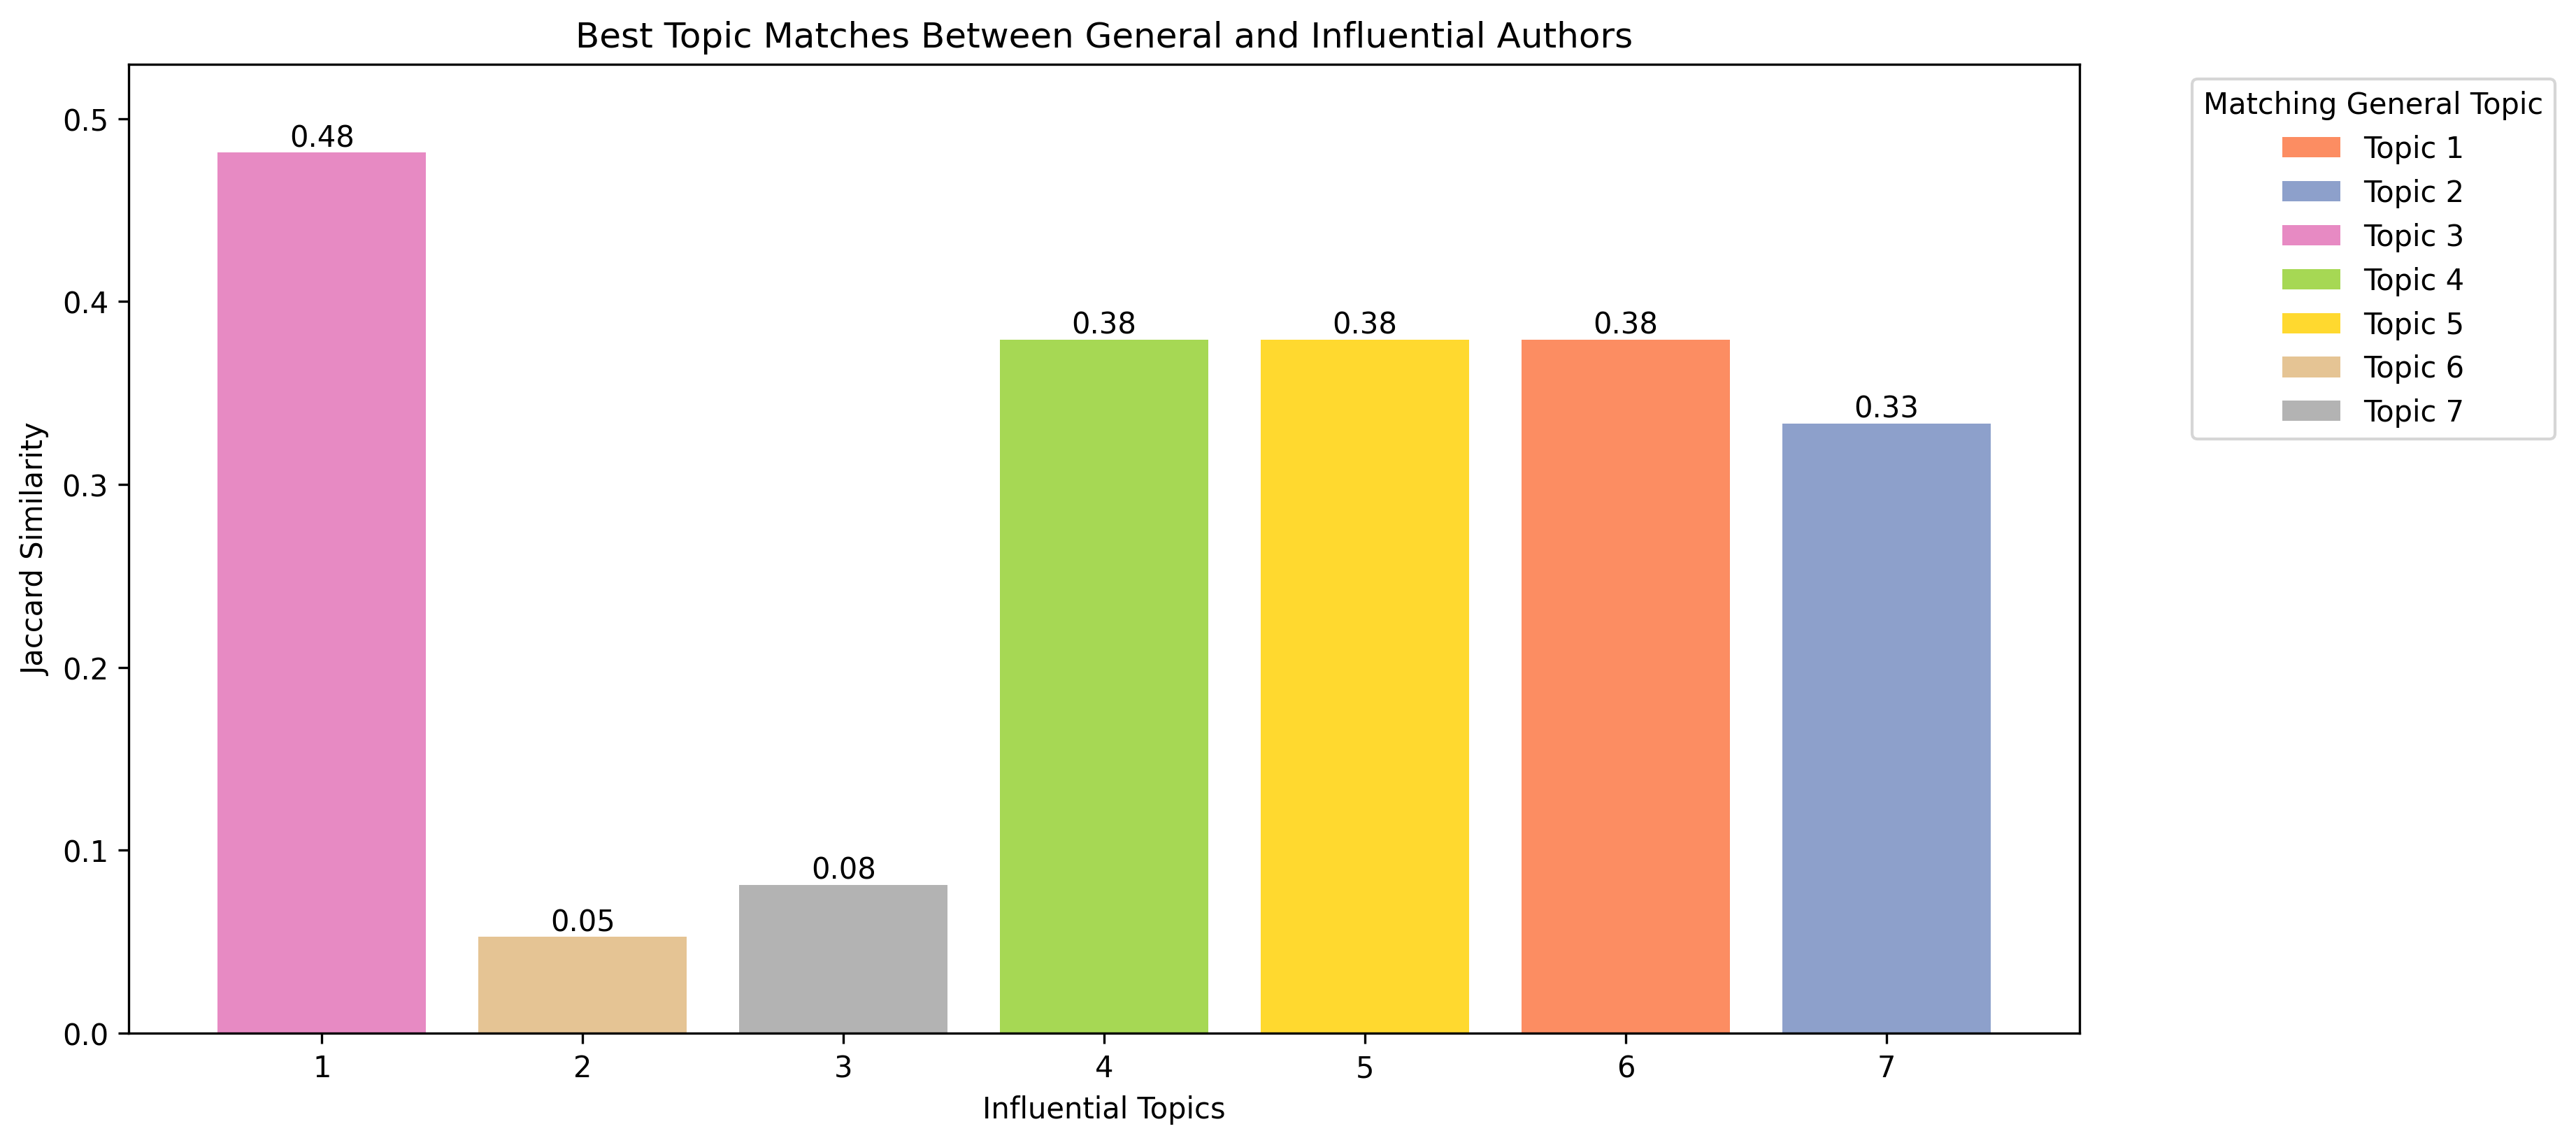 Best Topic Matches Between General and Influential Authors
Jaccard Similarity
0.5
0.4
0.3
0.2
0.1
0.0
0.48
0.05
0.08
0.38
0.38
0.38
0.33
1
2
3
4
5
6
7
Influential Topics
Matching General Topic
Topic 1
Topic 2
Topic 3
Topic 4
Topic 5
Topic 6
Topic 7